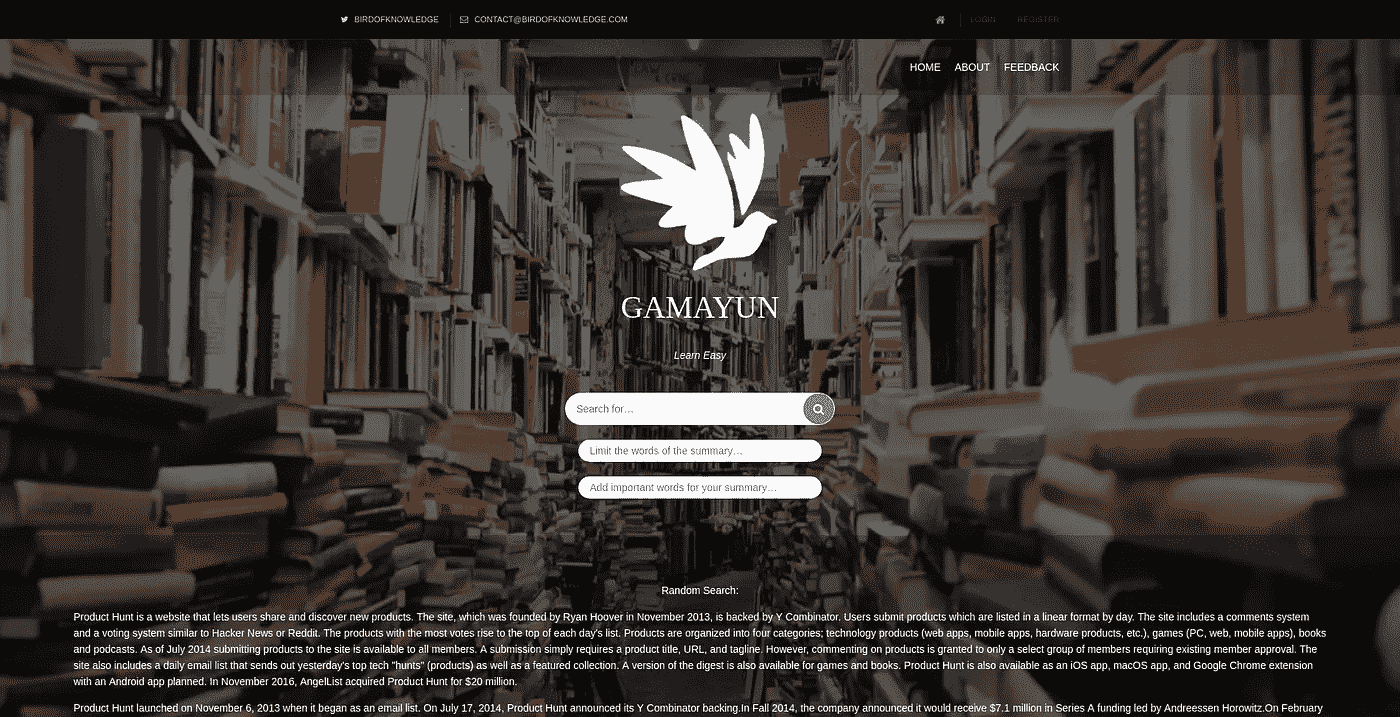 BIRDOFKNOWLEDGE
CONTACT@BIRDOFKNOWLEDGE.COM
LOGIN
REGISTER
HOME
ABOUT
FEEDBACK
GAMAYUN
Learn Easy
Search for...
Limit the words of the summary...
Add important words for your summary...
Random Search:
Product Hunt is a website that lets users share and discover new products. The site, which was founded by Ryan Hoover in November 2013, is backed by Y Combinator. Users submit products which are listed in a linear format by day. The site includes a comments system
and a voting system similar to Hacker News or Reddit. The products with the most votes rise to the top of each day's list. Products are organized into four categories; technology products (web apps, mobile apps, hardware products, etc.), games (PC, web, mobile apps), books
and podcasts. As of July 2014 submitting products to the site is available to all members. A submission simply requires a product title, URL, and tagline. However, commenting on products is granted to only a select group of members requiring existing member approval. The
site also includes a daily email list that sends out yesterday's top tech "hunts" (products) as well as a featured collection. A version of the digest is also available for games and books. Product Hunt is also available as an iOS app, macOS app, and Google Chrome extension
with an Android app planned. In November 2016, AngelList acquired Product Hunt for $20 million.
Product Hunt launched on November 6, 2013 when it began as an email list. On July 17, 2014, Product Hunt announced its Y Combinator backing.In Fall 2014, the company announced it would receive $7.1 million in Series A funding led by Andreessen Horowitz.On February